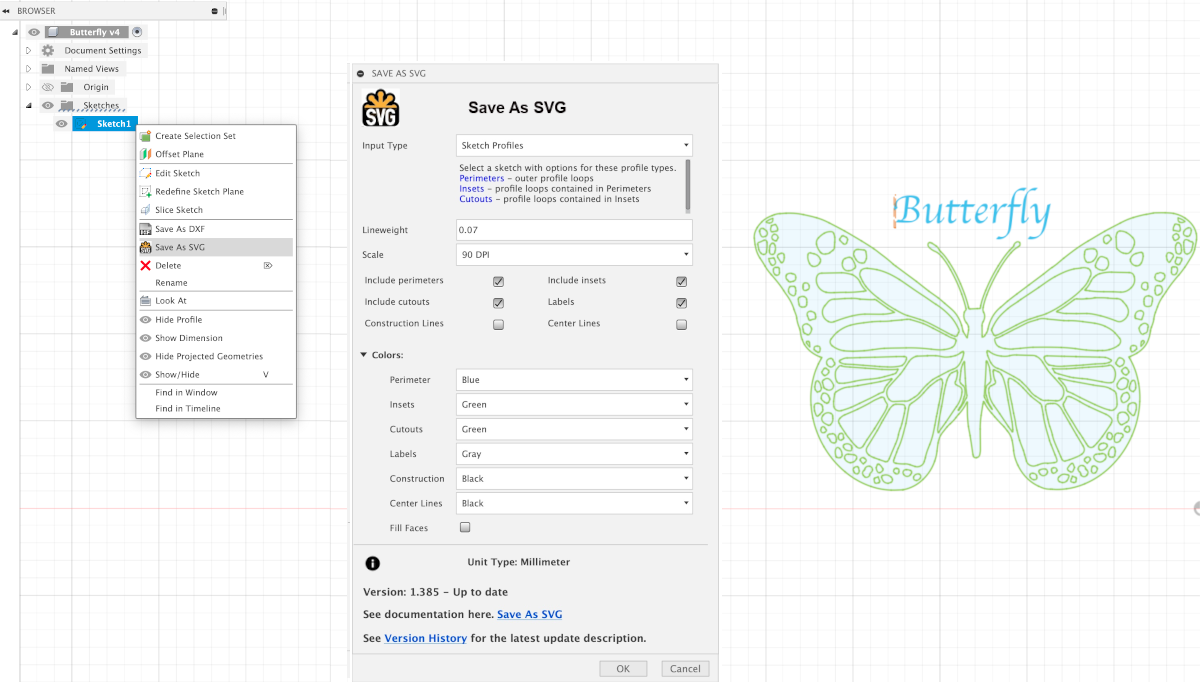 BROWSER
Butterfly v4
Document Settings
Named Views
Origin
Sketches
Sketch1
Create Selection Set
Offset Plane
Edit Sketch
Redefine Sketch Plane
Slice Sketch
Save As DXF
Save As SVG
Delete
Rename
Look At
Hide Profile
Show Dimension
Hide Projected Geometries
Show/Hide V
Find in Window
Find in Timeline
SAVE AS SVG
SVG
Save As SVG
Input Type
Sketch Profiles
Select a sketch with options for these profile types.
Perimeters - outer profile loops
Insets - profile loops contained in Perimeters
Cutouts - profile loops contained in Insets
Lineweight
0.07
Scale
90 DPI
Include perimeters
Include insets
Include cutouts
Labels
Construction Lines
Center Lines
Colors:
Perimeter
Blue
Insets
Green
Cutouts
Green
Labels
Gray
Construction
Black
Center Lines
Black
Fill Faces
Unit Type: Millimeter
Version: 1.385 - Up to date
See documentation here. Save As SVG
See Version History for the latest update description.
OK
Cancel
Butterfly